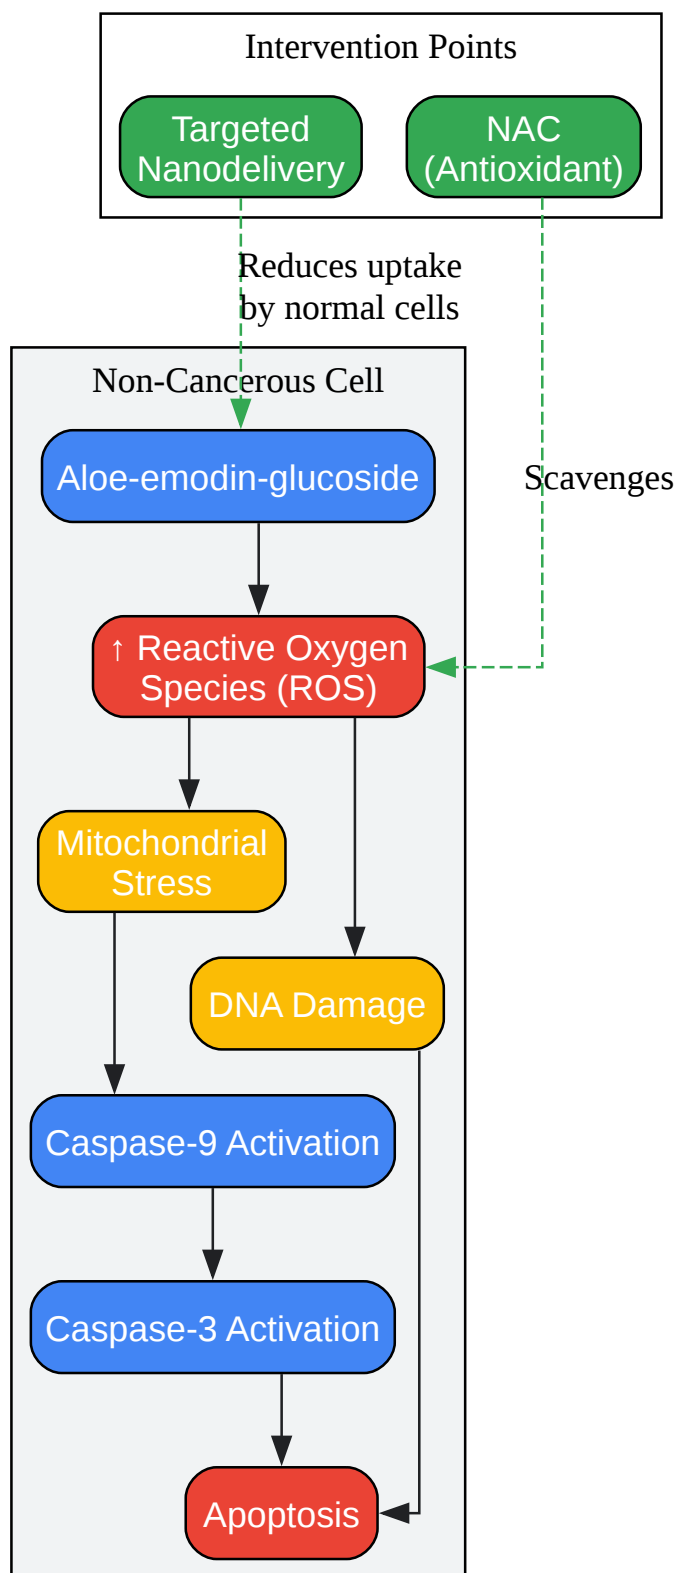 Intervention Points
Targeted
Nanodelivery
NAC
(Antioxidant)
Reduces uptake
by normal cells
Non-Cancerous Cell
Aloe-emodin-glucoside
Scavenges
↑ Reactive Oxygen
Species (ROS)
Mitochondrial
Stress
DNA Damage
Caspase-9 Activation
Caspase-3 Activation
Apoptosis